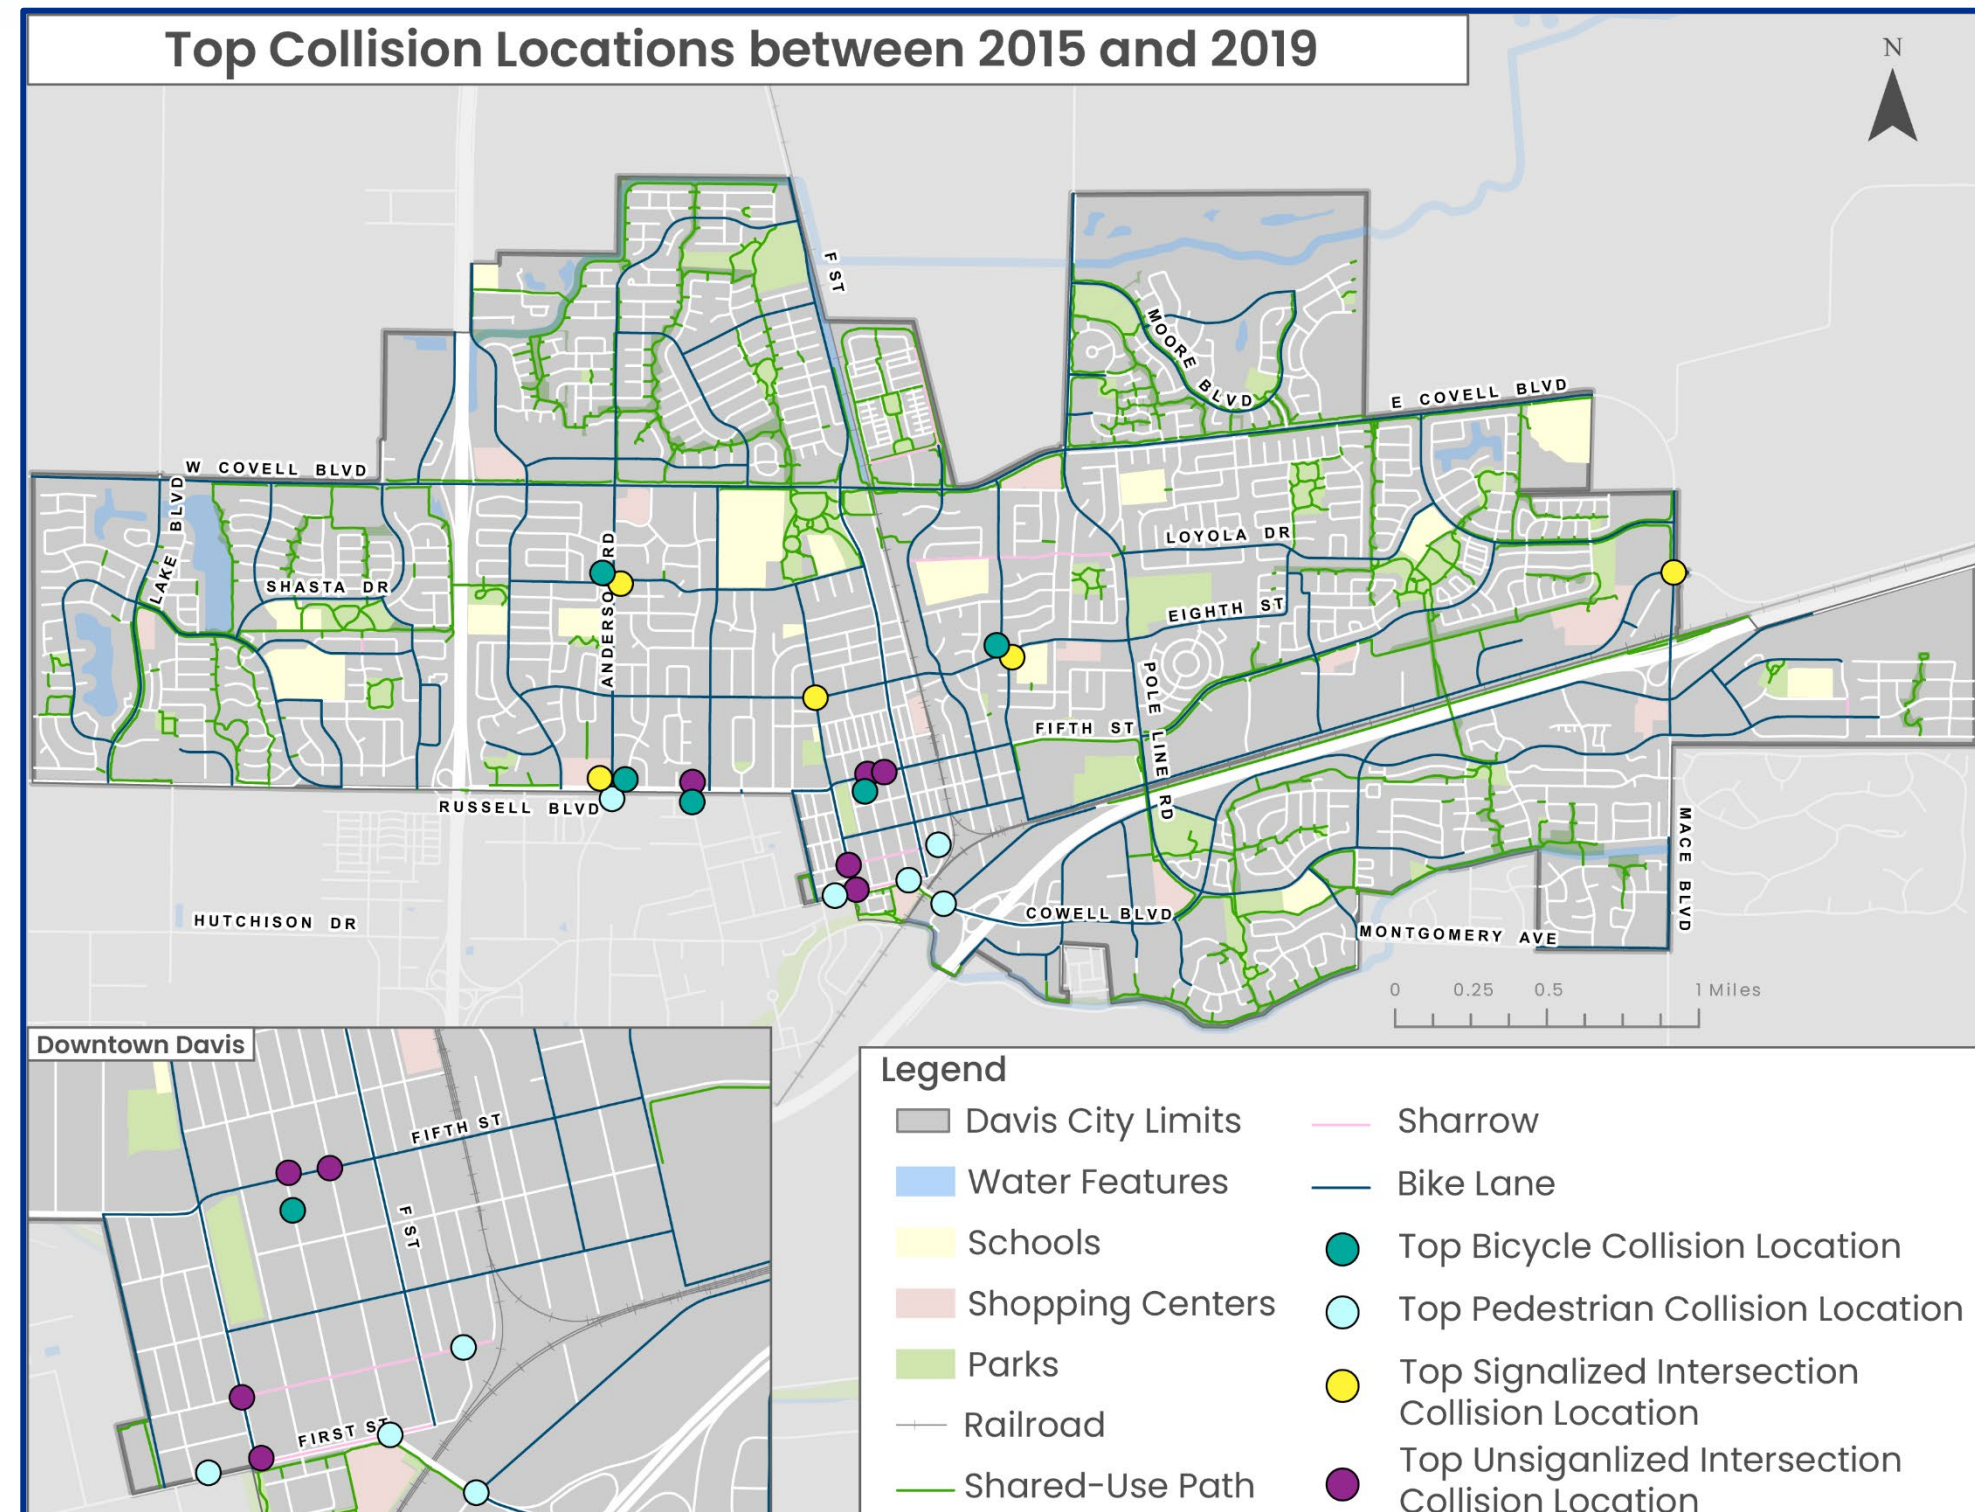 Top Collision Locations between 2015 and 2019
N
F ST
MOORE BLVD
E COVELL BLVD
W COVELL BLVD
LAKE BLVD
SHASTA DR
ANDERSO RD
LOYOLA DR
EIGHTH ST
POLE LINE RD
FIFTH ST
RUSSELL BLVD
MACE BLVD
HUTCHISON DR
COWELL BLVD
MONTGOMERY AVE
0 0.25 0.5 1 Miles
Downtown Davis
FIFTH ST
F ST
FIRST ST
Legend
Davis City Limits
Water Features
Schools
Shopping Centers
Parks
Railroad
Shared-Use Path
Sharrow
Bike Lane
Top Bicycle Collision Location
Top Pedestrian Collision Location
Top Signalized Intersection
Collision Location
Top Unsiganlized Intersection
Collision Location